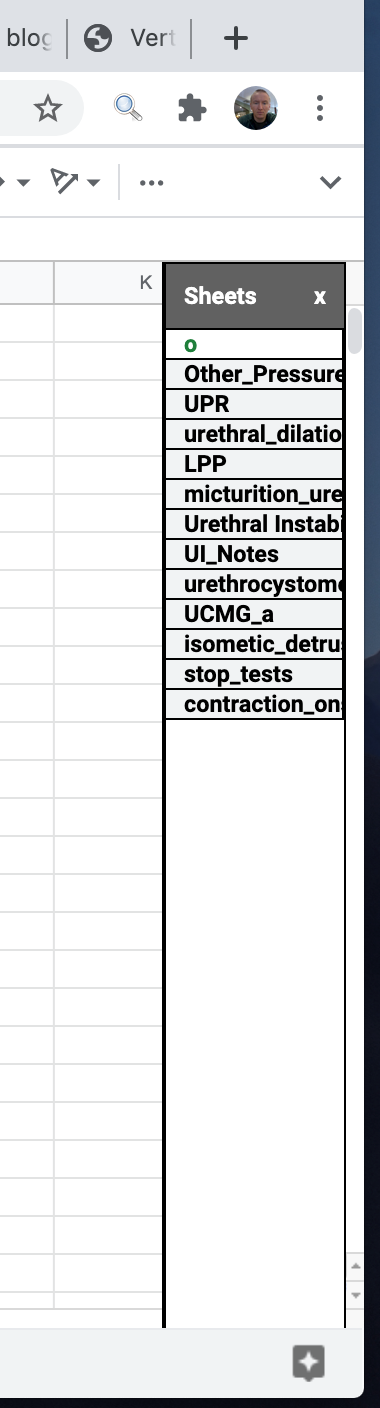 blog
Vert
K
Sheets x
o
Other_Pressure
UPR
urethral_dilatio
LPP
micturition_ure
Urethral Instabi
UI_Notes
urethrocystome
UCMG_a
isometic_detrus
stop_tests
contraction_ons